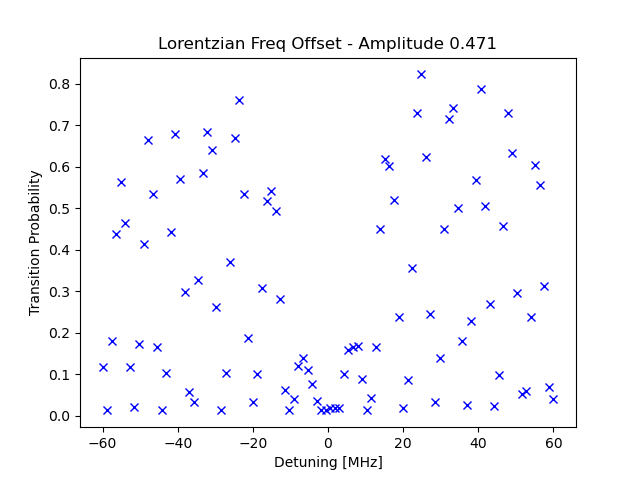 Lorentzian Freq Offset - Amplitude 0.471
Transition Probability
0.8
0.7
0.6
0.5
0.4
0.3
0.2
0.1
0.0
−60 −40 −20 0 20 40 60
Detuning [MHz]